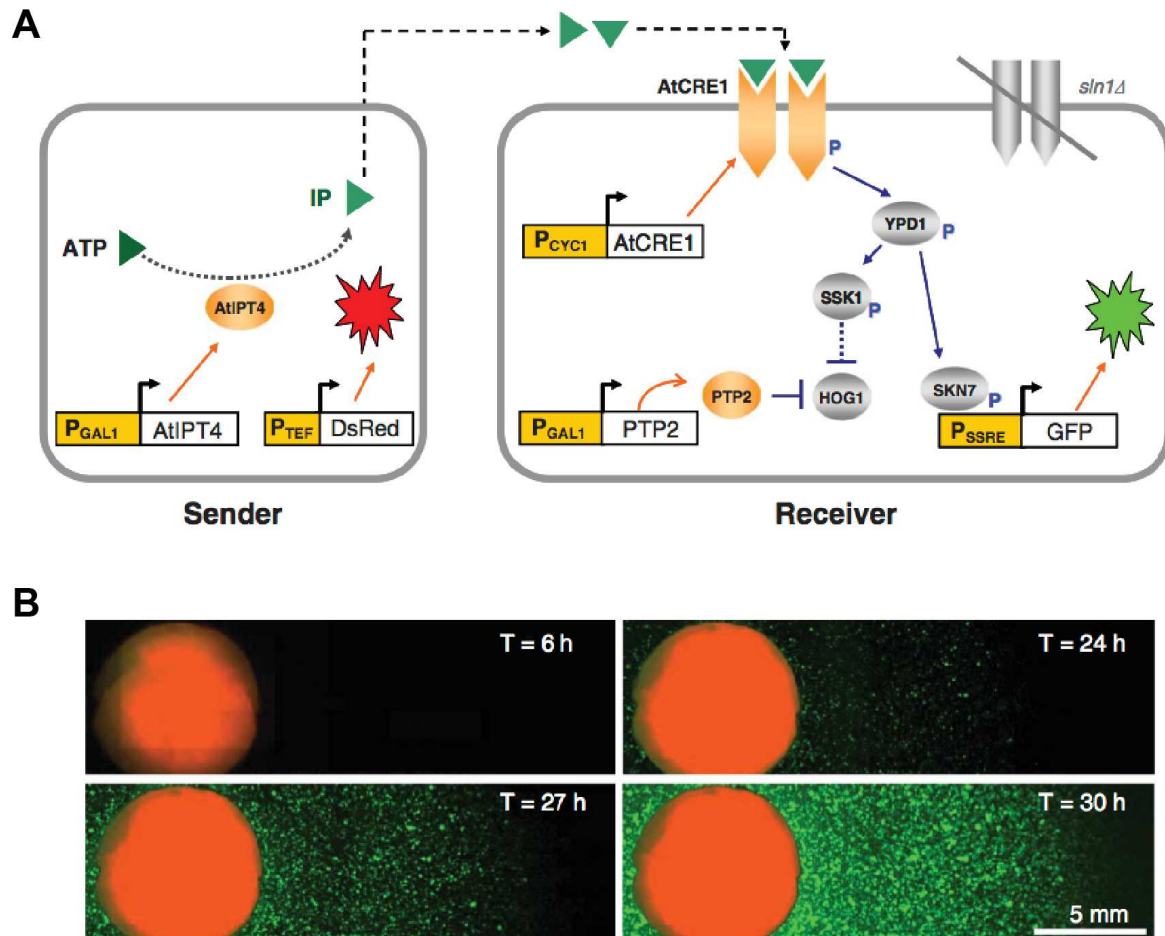 A
AtCRE1
sln1Δ
P
IP
ATP
YPD1
P
PCYC1 AtCRE1
AtIPT4
SSK1
P
PTP2
HOG1
SKN7
P
PGAL1 AtIPT4
PTEF DsRed
PGAL1 PTP2
PSSRE GFP
Sender
Receiver
B
T = 6 h
T = 24 h
T = 27 h
T = 30 h
5 mm